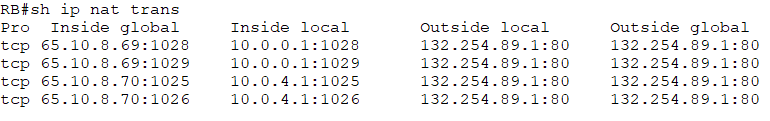 RB#sh ip nat trans
Pro  Inside global     Inside local       Outside local      Outside global
tcp 65.10.8.69:1028    10.0.0.1:1028      132.254.89.1:80    132.254.89.1:80
tcp 65.10.8.69:1029    10.0.0.1:1029      132.254.89.1:80    132.254.89.1:80
tcp 65.10.8.70:1025    10.0.4.1:1025      132.254.89.1:80    132.254.89.1:80
tcp 65.10.8.70:1026    10.0.4.1:1026      132.254.89.1:80    132.254.89.1:80